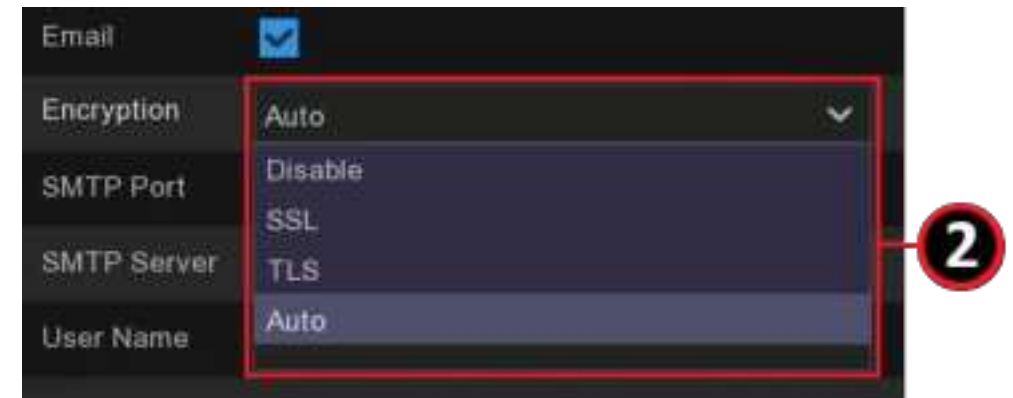 Email
Encryption Auto
Disable
SMTP Port
SSL
SMTP Server
TLS
Auto
User Name
2